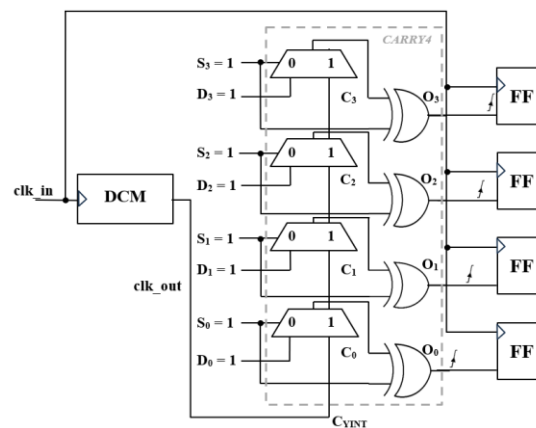 CARRY4
S₃ = 1
0 1
D₃ = 1
C₃
O₃
FF
S₂ = 1
0 1
D₂ = 1
C₂
O₂
FF
clk_in
DCM
S₁ = 1
0 1
D₁ = 1
C₁
O₁
FF
clk_out
S₀ = 1
0 1
D₀ = 1
C₀
O₀
FF
C_YINT